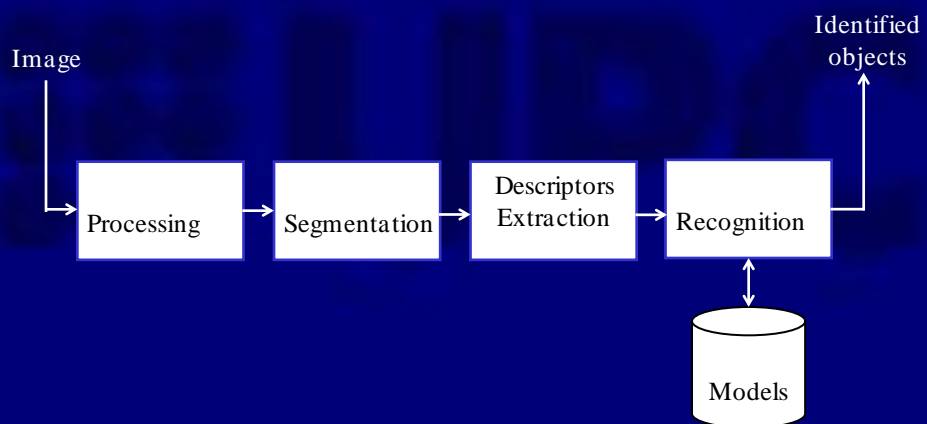 Image
Identified
objects
Processing
Segmentation
Descriptors
Extraction
Recognition
Models